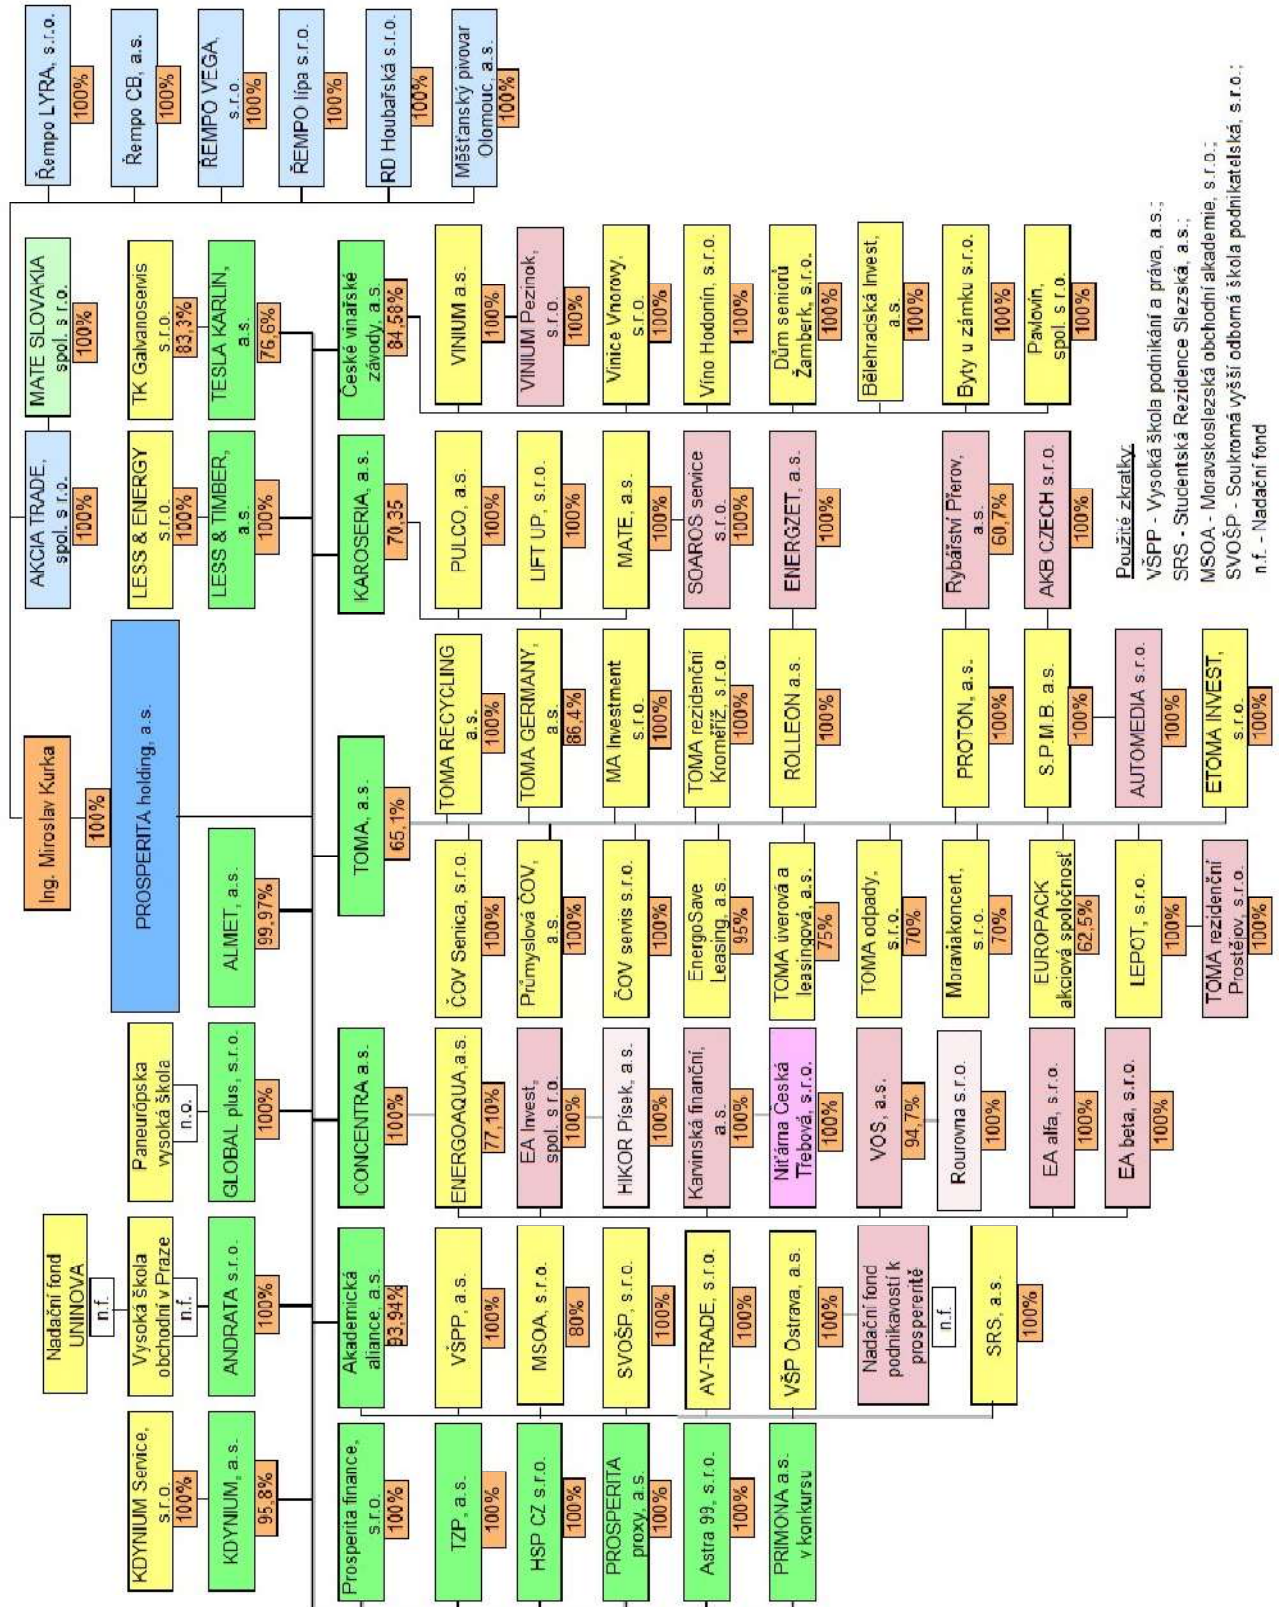 Ing. Miroslav Kurka
100%
PROSPERITA holding, a.s.
AKCIA TRADE,
spol. s r.o.
100%
MATE SLOVAKIA
spol. s r.o.
100%
Řempo LYRA, s.r.o.
100%
Řempo CB, a.s.
100%
ŘEMPO VEGA,
s.r.o.
100%
ŘEMPO lípa s.r.o.
100%
RD Houbařská s.r.o.
100%
Měšťanský pivovar
Olomouc, a.s.
100%
Nadační fond
UNINOVA
n.f.
KDYNIUM Service,
s.r.o.
100%
Vysoká škola
obchodní v Praze
n.f.
Paneurópska
vysoká škola
n.o.
LESS & ENERGY
s.r.o.
100%
TK Galvanoservis
s.r.o.
83,3%
KDYNIUM, a.s.
95,8%
ANDRATA s.r.o.
100%
GLOBAL plus, s.r.o.
100%
ALMET, a.s.
99,97%
LESS & TIMBER,
a.s.
100%
TESLA KARLIN,
a.s.
76,6%
Prosperita finance,
s.r.o.
100%
TZP, a.s.
100%
HSP CZ s.r.o.
100%
PROSPERITA
proxy, a.s.
100%
Astra 99, s.r.o.
100%
PRIMONA a.s.
v konkursu
Akademická
aliance, a.s.
93,94%
VŠPP, a.s.
100%
MSOA, s.r.o.
80%
SVOŠP, s.r.o.
100%
AV-TRADE, s.r.o.
100%
VŠP Ostrava, a.s.
100%
Nadační fond
podnikavosti k
prospereritě
n.f.
SRS, a.s.
100%
CONCENTRA a.s.
100%
ENERGOAQUA,a.s.
77,10%
EA Invest,
spol. s r.o.
100%
HIKOR Písek, a.s.
100%
Karvinská finanční,
a.s.
100%
Niťárna Česká
Třebová, s.r.o.
100%
VOS, a.s.
94,7%
Rourovna s.r.o.
100%
EA alfa, s.r.o.
100%
EA beta, s.r.o.
100%
TOMA, a.s.
65,1%
ČOV Senica, s.r.o.
100%
Průmyslová ČOV,
a.s.
100%
ČOV servis s.r.o.
100%
EnergoSave
Leasing, a.s.
95%
TOMA úverová a
leasingová, a.s.
75%
TOMA odpady,
s.r.o.
70%
Moraviakoncert,
s.r.o.
70%
EUROPACK
akciová spoločnosť
62,5%
LEPOT, s.r.o.
100%
TOMA rezidenční
Prostějov, s.r.o.
100%
TOMA RECYCLING
a.s.
100%
TOMA GERMANY,
a.s.
86,4%
MA Investment
s.r.o.
100%
TOMA rezidenční
Kroměříž, s.r.o.
100%
ROLLEON a.s.
100%
PROTON, a.s.
100%
S.P.M.B. a.s.
100%
AUTOMEDIA s.r.o.
100%
ETOMA INVEST,
s.r.o.
100%
KAROSERIA, a.s.
70,35
PULCO, a.s.
100%
LIFT UP, s.r.o.
100%
MATE, a.s.
100%
SOAROS service
s.r.o.
100%
ENERGZET, a.s.
100%
Rybářství Přerov,
a.s.
60,7%
AKB CZECH s.r.o.
100%
České vinařské
závody, a.s.
84,58%
VINIUM a.s.
100%
VINIUM Pezinok,
s.r.o.
100%
Vinice Vnorovy,
s.r.o.
100%
Víno Hodonín, s.r.o.
100%
Dům seniorů
Žamberk, s.r.o.
100%
Bělehradská Invest,
a.s.
100%
Byty u zámku s.r.o.
100%
Pavlovín,
spol. s r.o.
100%
Použité zkratky:
VŠPP - Vysoká škola podnikání a práva, a.s.;
SRS - Studentská Rezidence Slezská, a.s.;
MSOA - Moravskoslezská obchodní akademie, s.r.o.;
SVOŠP - Soukromá vyšší odborná škola podnikatelská, s.r.o.;
n.f. - Nadační fond